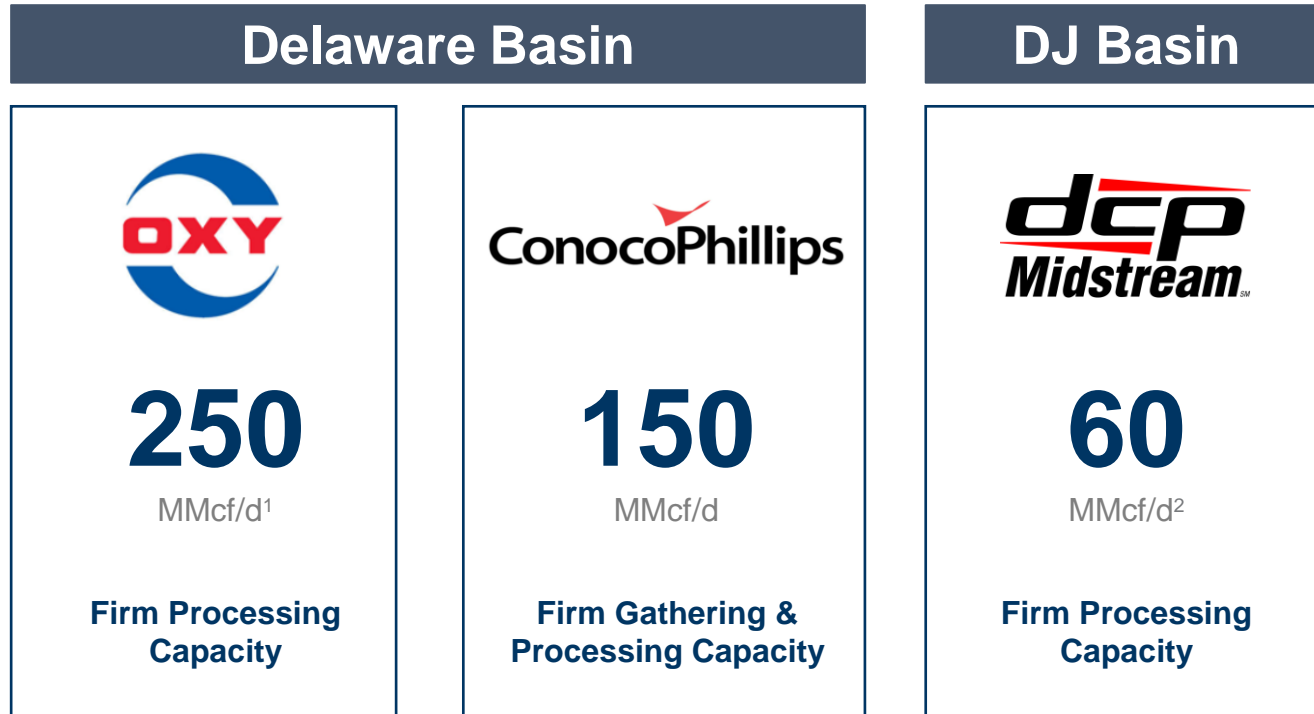 Delaware Basin
DJ Basin
OXY
250
MMcf/d¹
Firm Processing
Capacity
ConocoPhillips
150
MMcf/d
Firm Gathering &
Processing Capacity
dcp
Midstream℠
60
MMcf/d²
Firm Processing
Capacity